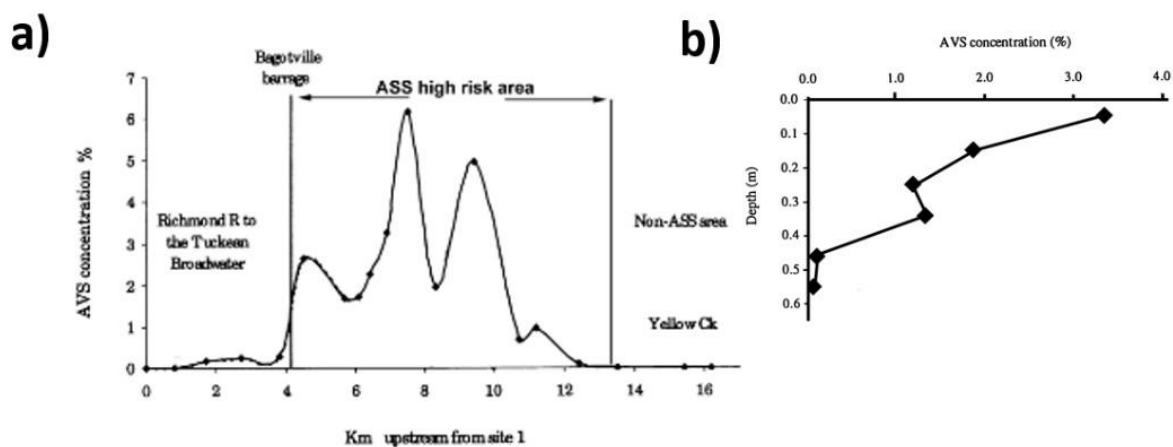 a)
Bagotville
barrage
ASS high risk area
7
6
5
4
3
2
1
0
AVS concentration %
Richmond R to
the Tuckean
Broadwater
Non-ASS area
Yellow Ck
0 2 4 6 8 10 12 14 16
Km upstream from site 1
b)
AVS concentration (%)
0.0 1.0 2.0 3.0 4.0
0.0
0.1
0.2
0.3
0.4
0.5
0.6
Depth (m)